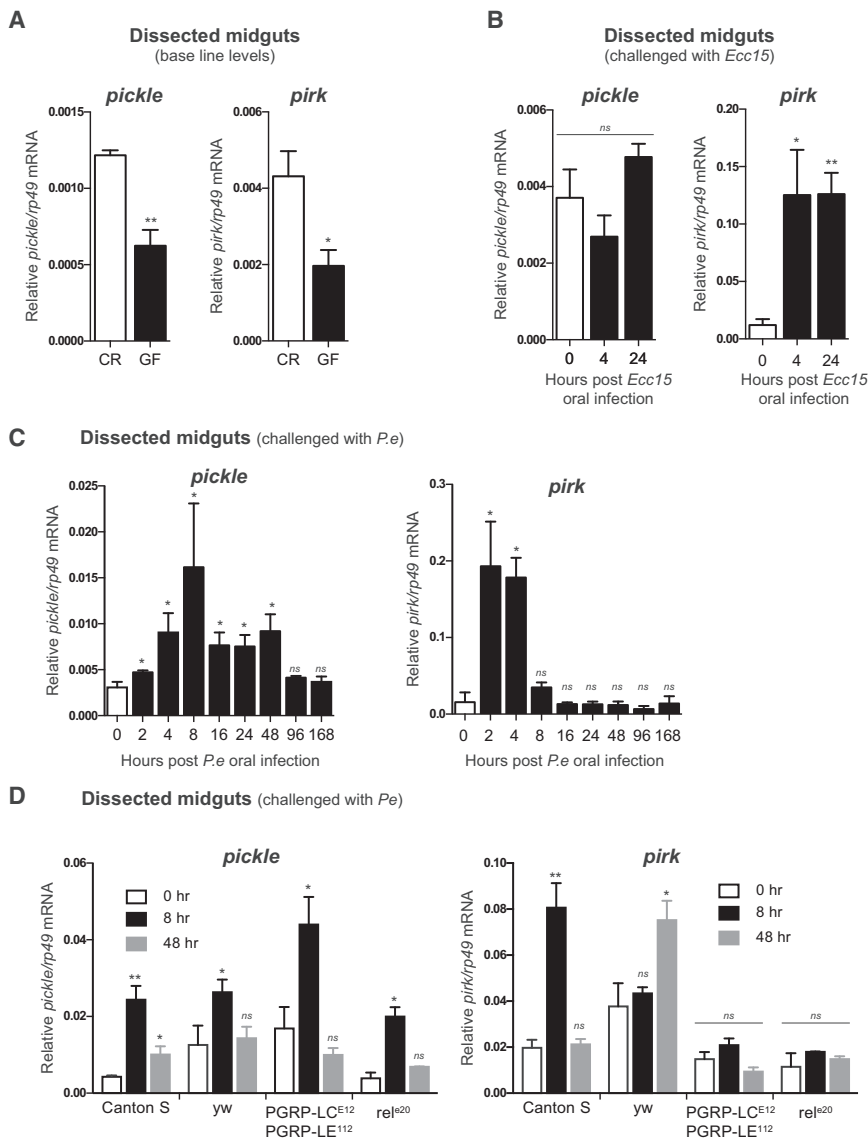 A
Dissected midguts
(base line levels)
pickle
Relative pickle/rp49 mRNA
0.0015
0.0010
0.0005
0.0000
**
CR GF
pirk
Relative pirk/rp49 mRNA
0.006
0.004
0.002
0.000
*
CR GF
B
Dissected midguts
(challenged with Ecc15)
pickle
Relative pickle/rp49 mRNA
0.006
0.004
0.002
0.000
ns
0 4 24
Hours post Ecc15
oral infection
pirk
Relative pirk/rp49 mRNA
0.20
0.15
0.10
0.05
0.00
* **
0 4 24
Hours post Ecc15
oral infection
C
Dissected midguts (challenged with P.e)
pickle
Relative pickle/rp49 mRNA
0.025
0.020
0.015
0.010
0.005
0.000
* * * * * * ns ns
0 2 4 8 16 24 48 96 168
Hours post P.e oral infection
pirk
Relative pirk/rp49 mRNA
0.3
0.2
0.1
0.0
* * ns ns ns ns ns ns
0 2 4 8 16 24 48 96 168
Hours post P.e oral infection
D
Dissected midguts (challenged with Pe)
pickle
Relative pickle/rp49 mRNA
0.06
0.04
0.02
0.00
0 hr
8 hr
48 hr
** * * ns * ns * ns
Canton S yw PGRP-LCE12 rele20
PGRP-LE112
pirk
Relative pirk/rp49 mRNA
0.10
0.08
0.06
0.04
0.02
0.00
0 hr
8 hr
48 hr
** ns ns * ns ns
Canton S yw PGRP-LCE12 rele20
PGRP-LE112